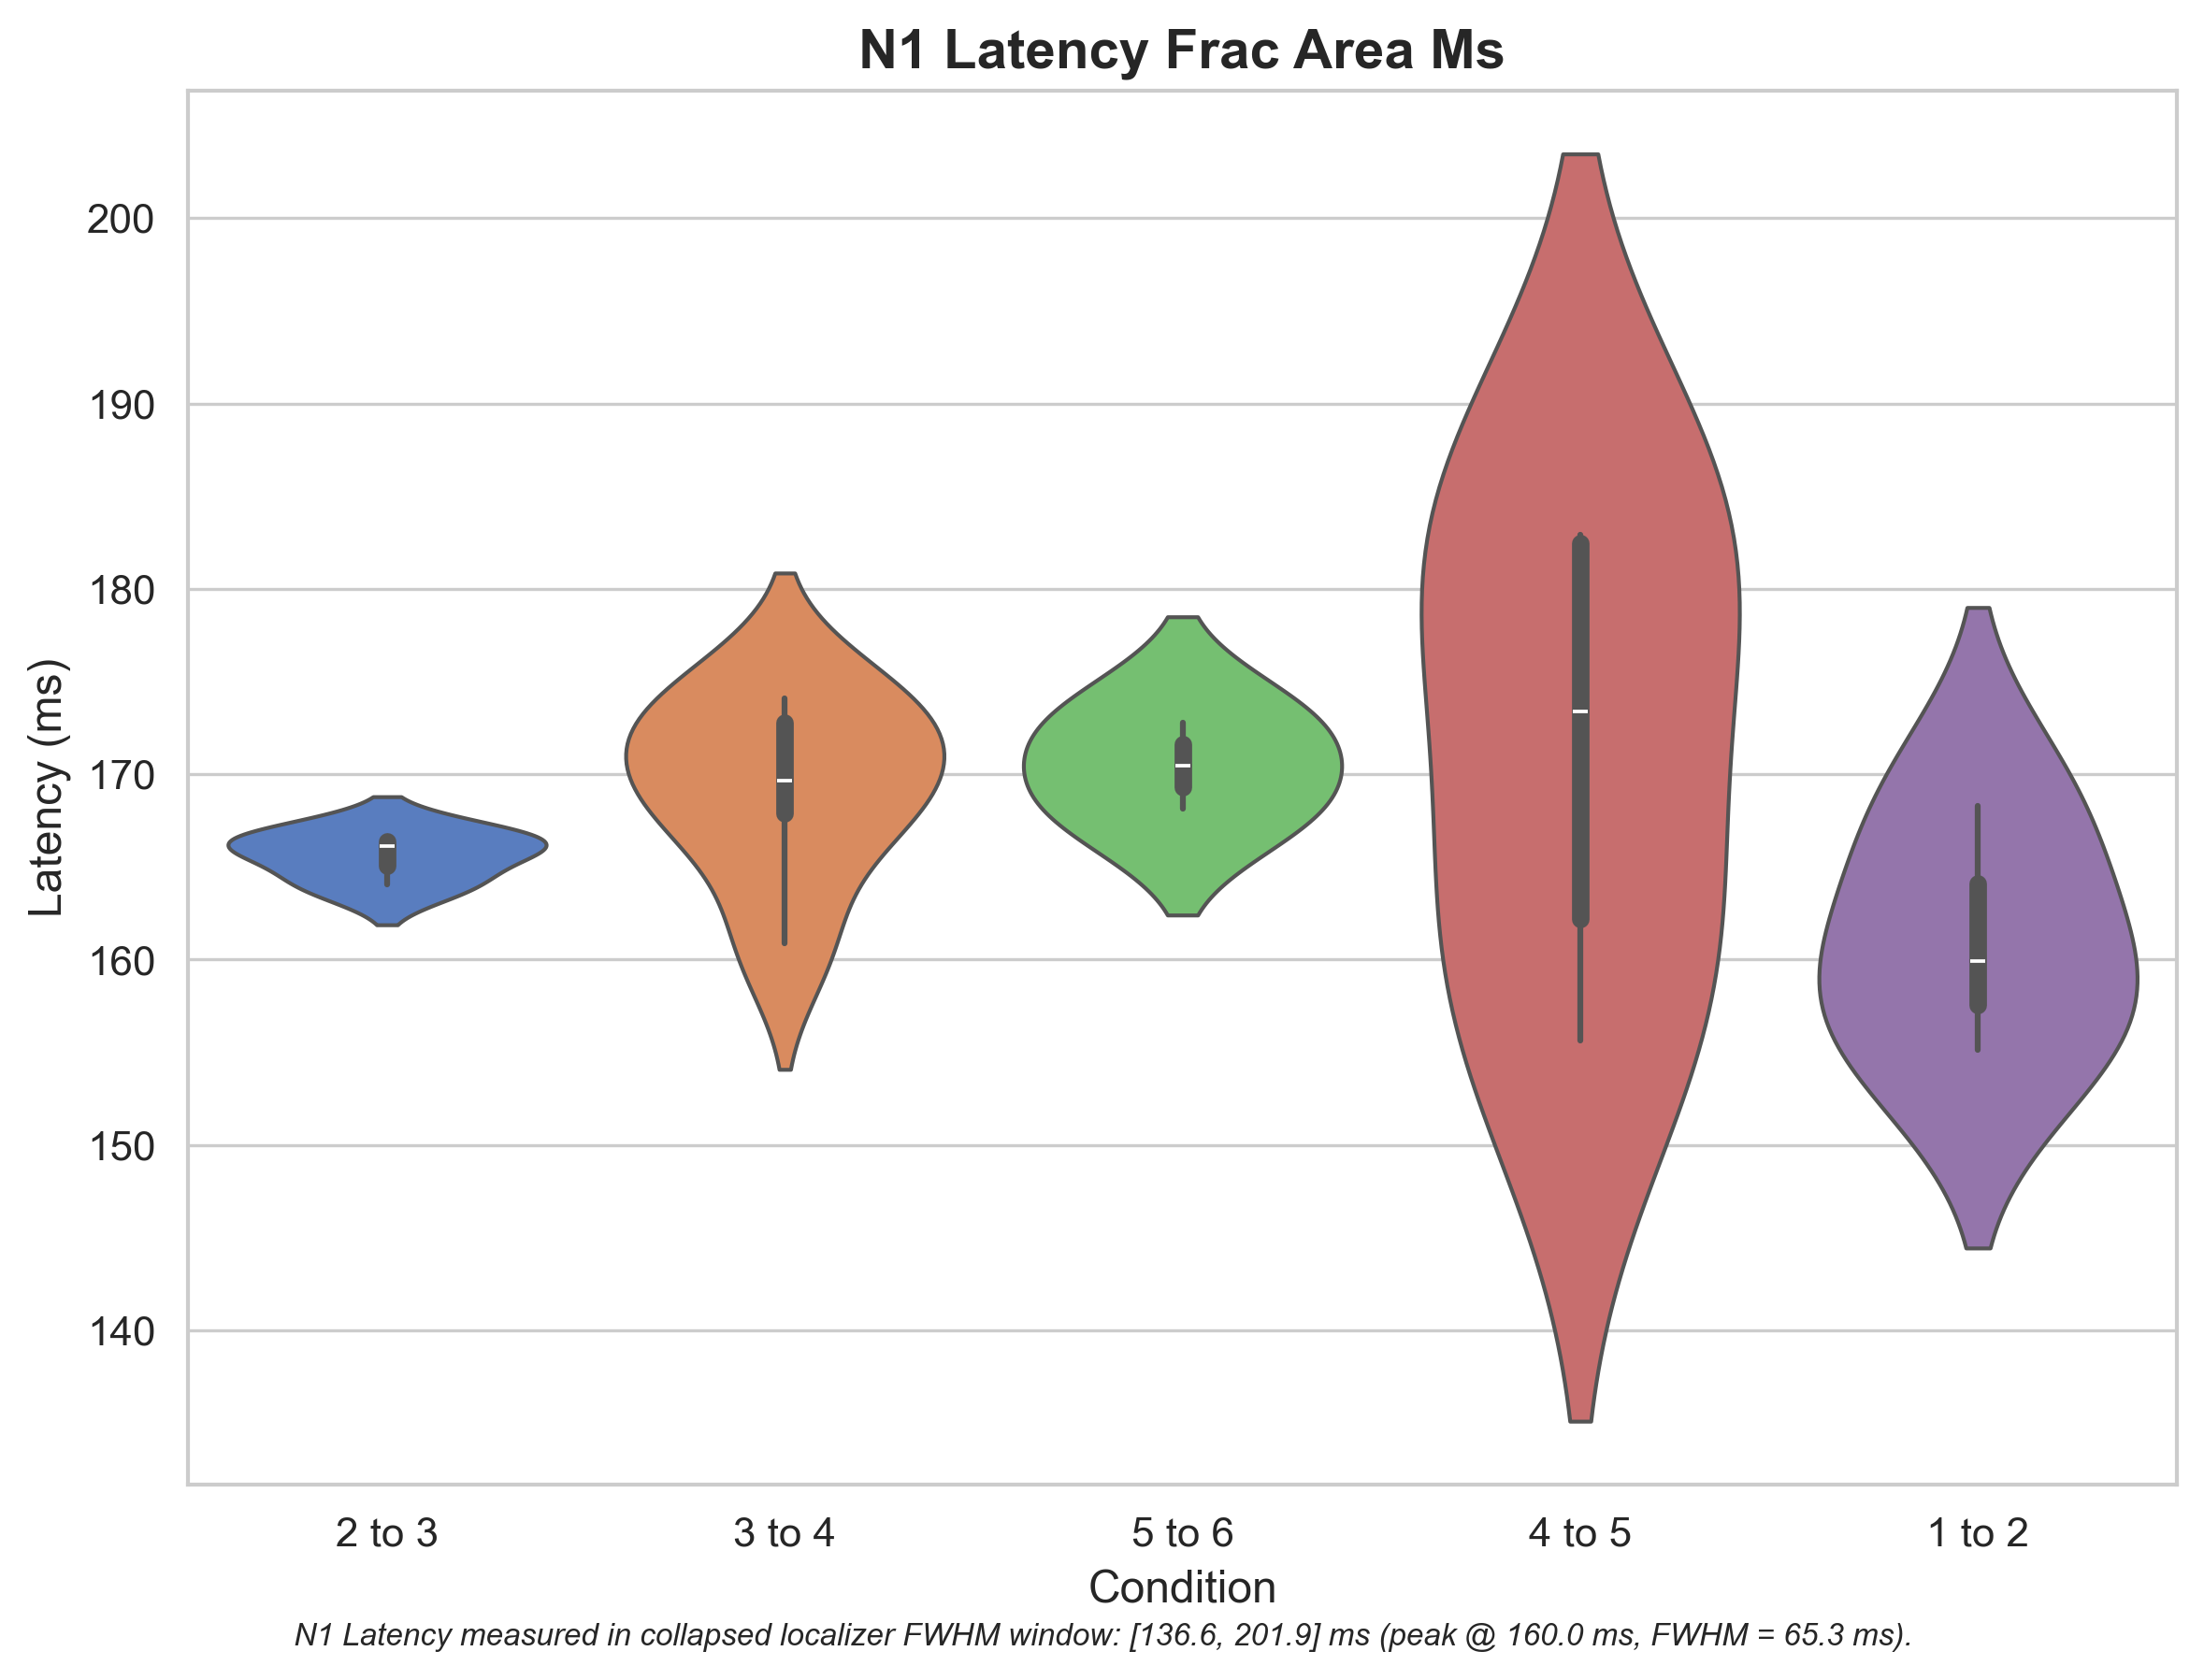 N1 Latency Frac Area Ms
Latency (ms)
200
190
180
170
160
150
140
2 to 3
3 to 4
5 to 6
4 to 5
1 to 2
Condition
N1 Latency measured in collapsed localizer FWHM window: [136.6, 201.9] ms (peak @ 160.0 ms, FWHM = 65.3 ms).